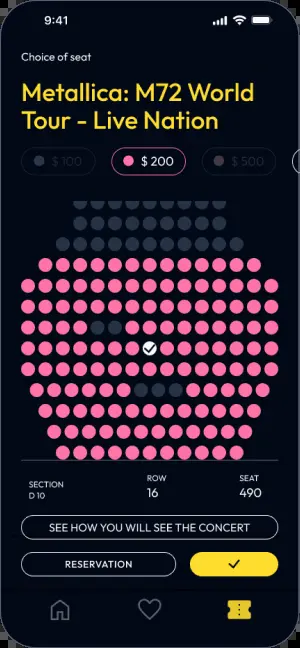 9:41
Choice of seat
Metallica: M72 World
Tour - Live Nation
$ 100
$ 200
$ 500
SECTION
D 10
ROW
16
SEAT
490
SEE HOW YOU WILL SEE THE CONCERT
RESERVATION